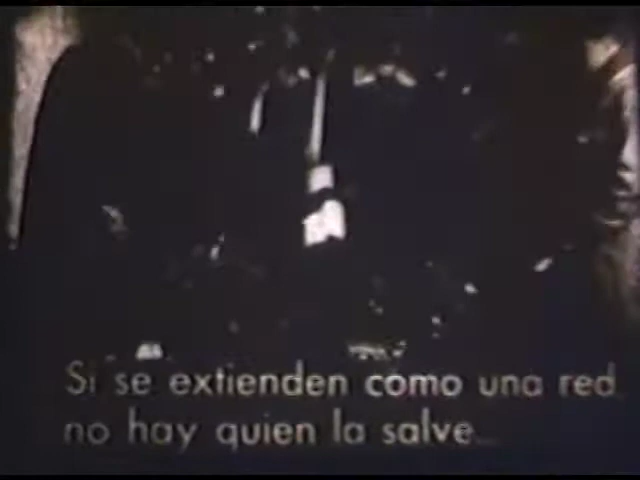 Si se extienden como una red
no hay quien la salve...